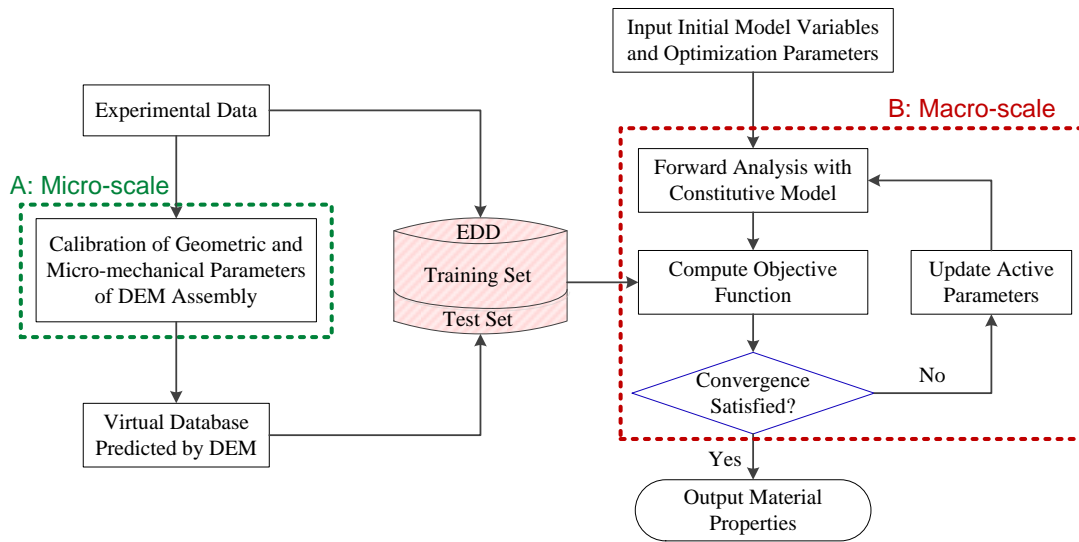 Input Initial Model Variables
and Optimization Parameters
Experimental Data
B: Macro-scale
A: Micro-scale
Forward Analysis with
Constitutive Model
Calibration of Geometric and
Micro-mechanical Parameters
of DEM Assembly
EDD
Training Set
Test Set
Compute Objective
Function
Update Active
Parameters
Convergence
Satisfied?
No
Virtual Database
Predicted by DEM
Yes
Output Material
Properties